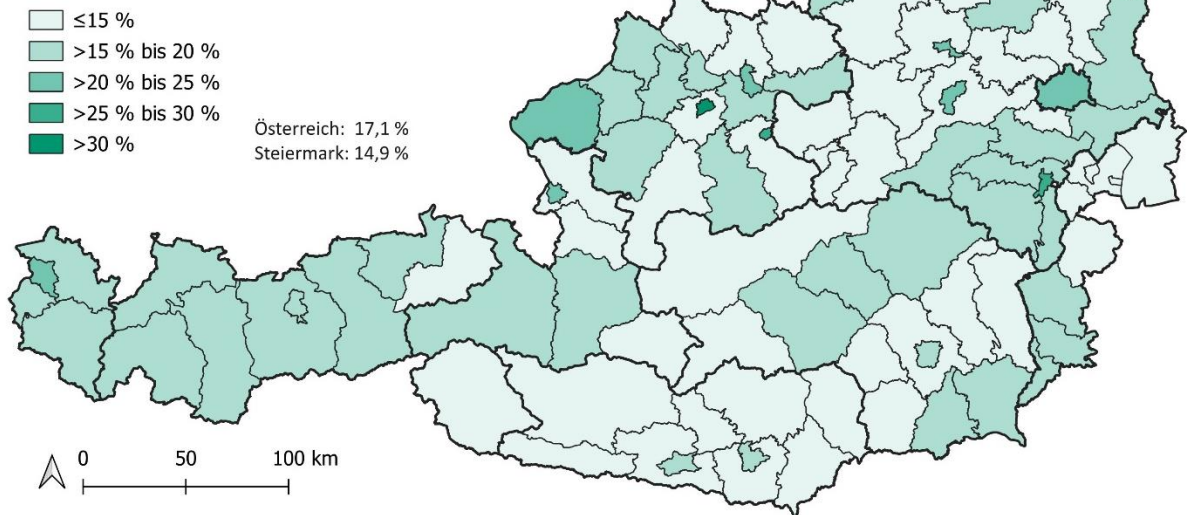 ≤15 %
>15 % bis 20 %
>20 % bis 25 %
>25 % bis 30 %
>30 %
Österreich: 17,1 %
Steiermark: 14,9 %
0 50 100 km